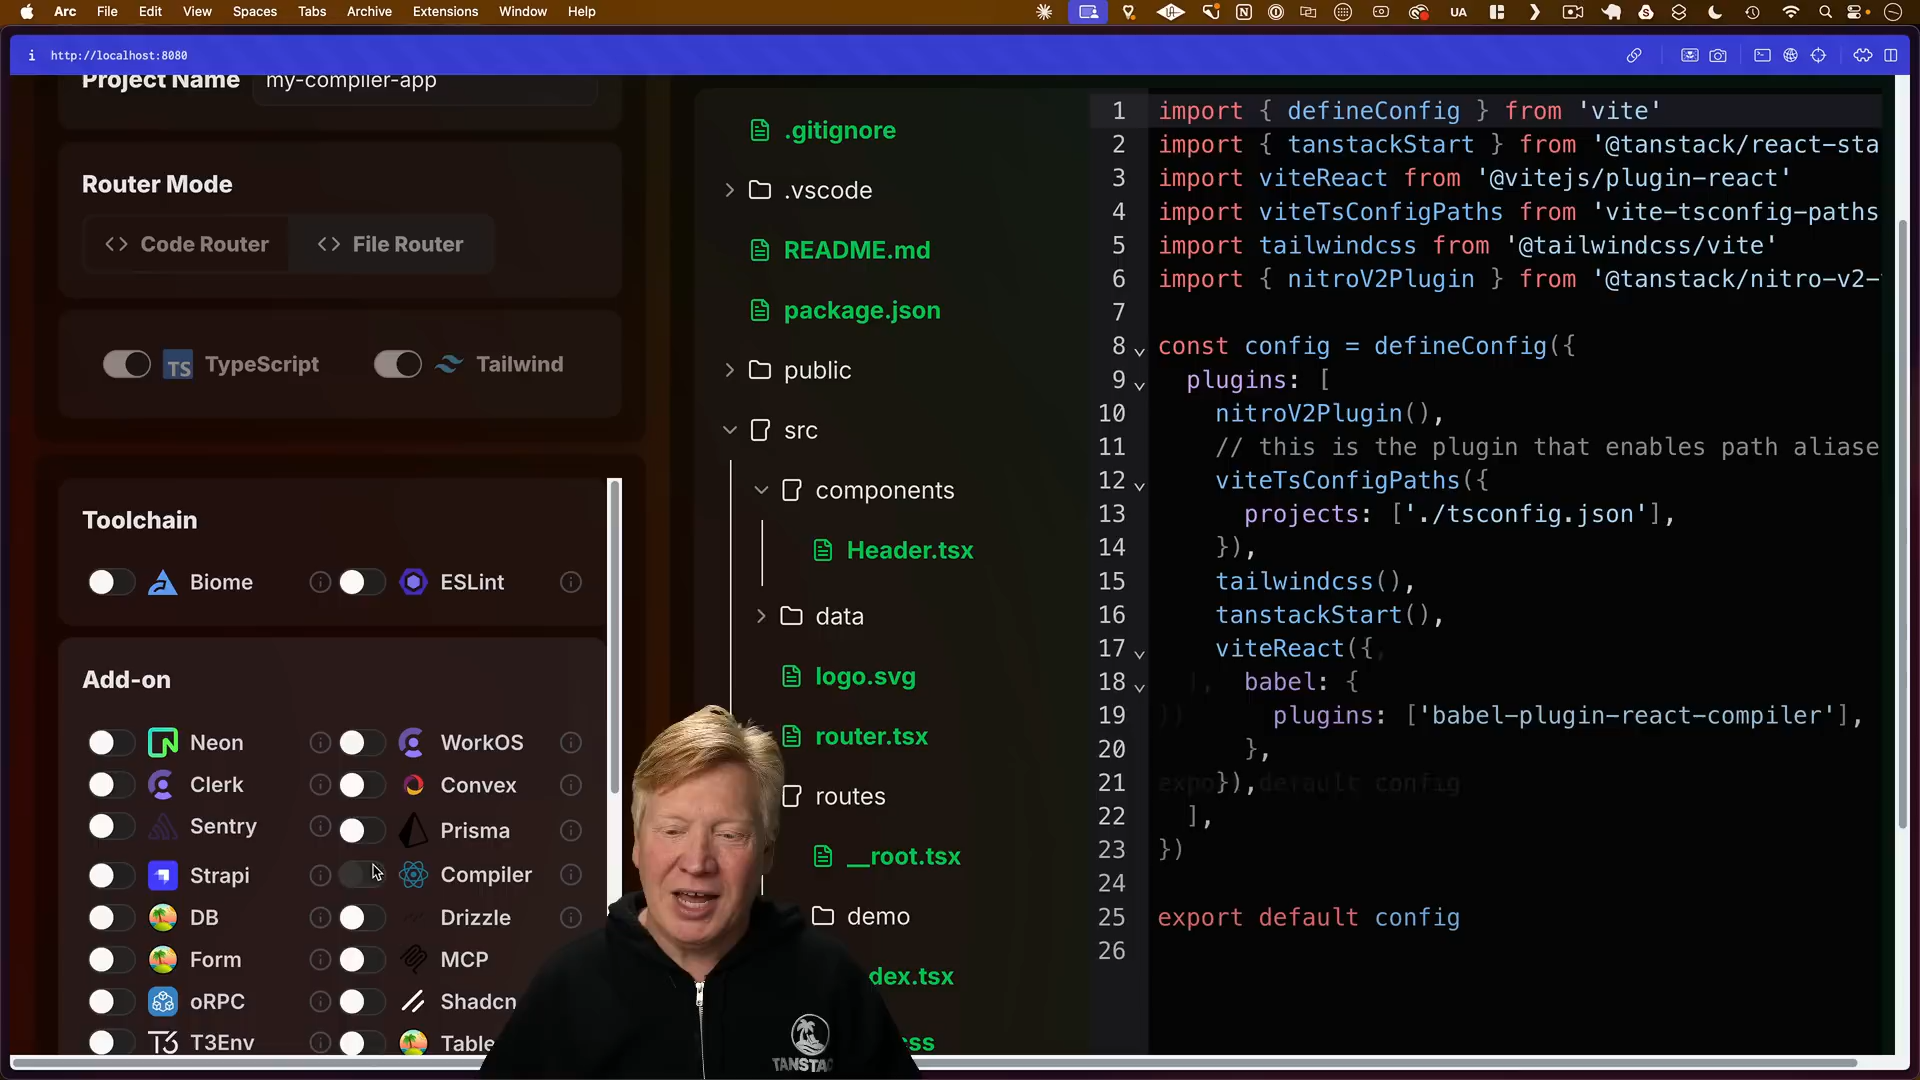 Arc File Edit View Spaces Tabs Archive Extensions Window Help
UA
http://localhost:8080
Project Name my-compiler-app
Router Mode
<> Code Router <> File Router
TS TypeScript Tailwind
Toolchain
Biome ESLint
Add-on
Neon WorkOS
Clerk Convex
Sentry Prisma
Strapi Compiler
DB Drizzle
Form MCP
oRPC Shadcn
T3 T3Env Table
.gitignore
.vscode
README.md
package.json
public
src
components
Header.tsx
data
logo.svg
router.tsx
routes
__root.tsx
demo
dex.tsx
css
1 import { defineConfig } from 'vite'
2 import { tanstackStart } from '@tanstack/react-sta
3 import viteReact from '@vitejs/plugin-react'
4 import viteTsConfigPaths from 'vite-tsconfig-paths
5 import tailwindcss from '@tailwindcss/vite'
6 import { nitroV2Plugin } from '@tanstack/nitro-v2-
7
8 const config = defineConfig({
9 plugins: [
10 nitroV2Plugin(),
11 // this is the plugin that enables path aliase
12 viteTsConfigPaths({
13 projects: ['./tsconfig.json'],
14 }),
15 tailwindcss(),
16 tanstackStart(),
17 viteReact({
18 babel: {
19 plugins: ['babel-plugin-react-compiler'],
20 },
21 }),
22 ],
23 })
24
25 export default config
26
TANSTAC